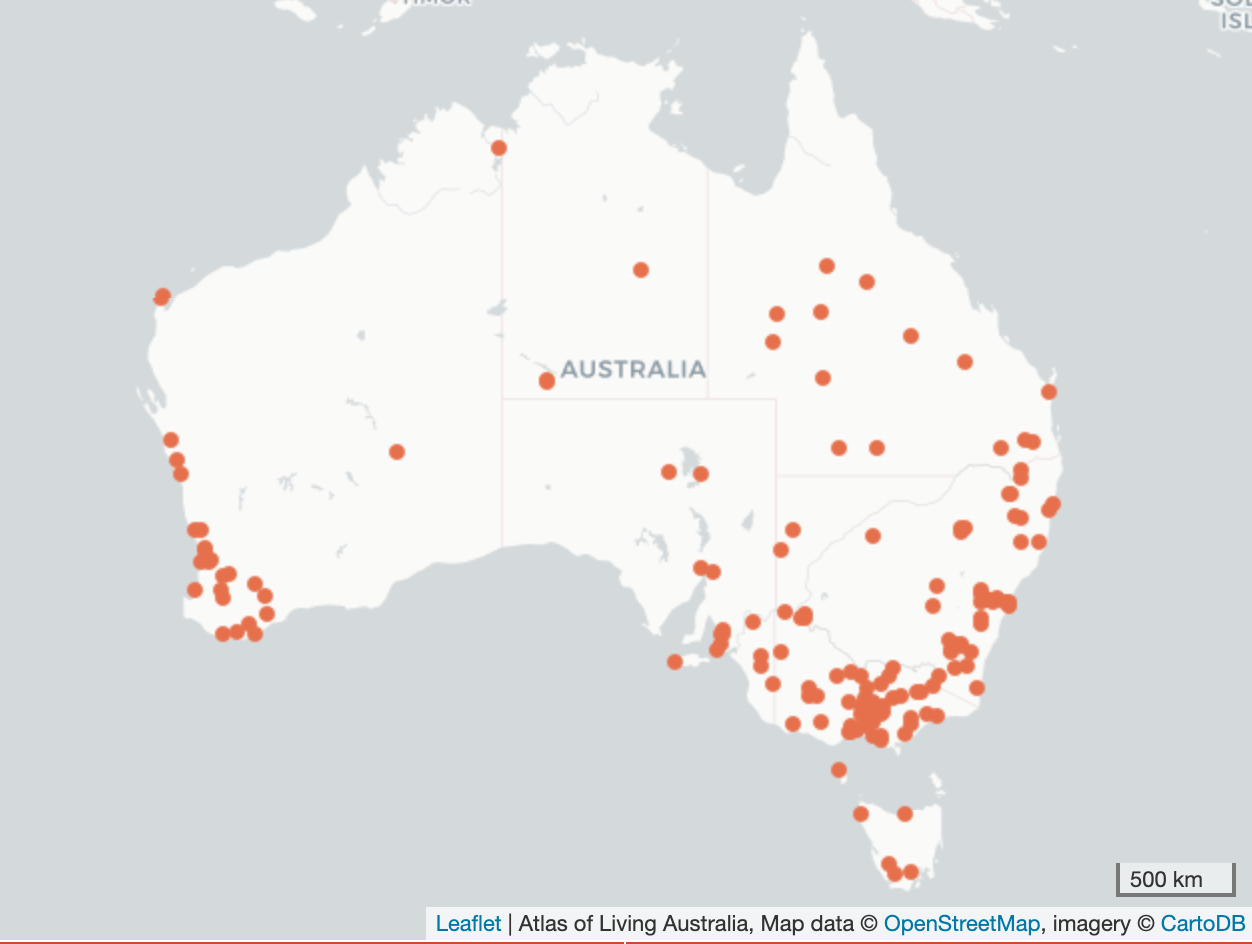 AUSTRALIA
500 km
Leaflet | Atlas of Living Australia, Map data © OpenStreetMap, imagery © CartoDB